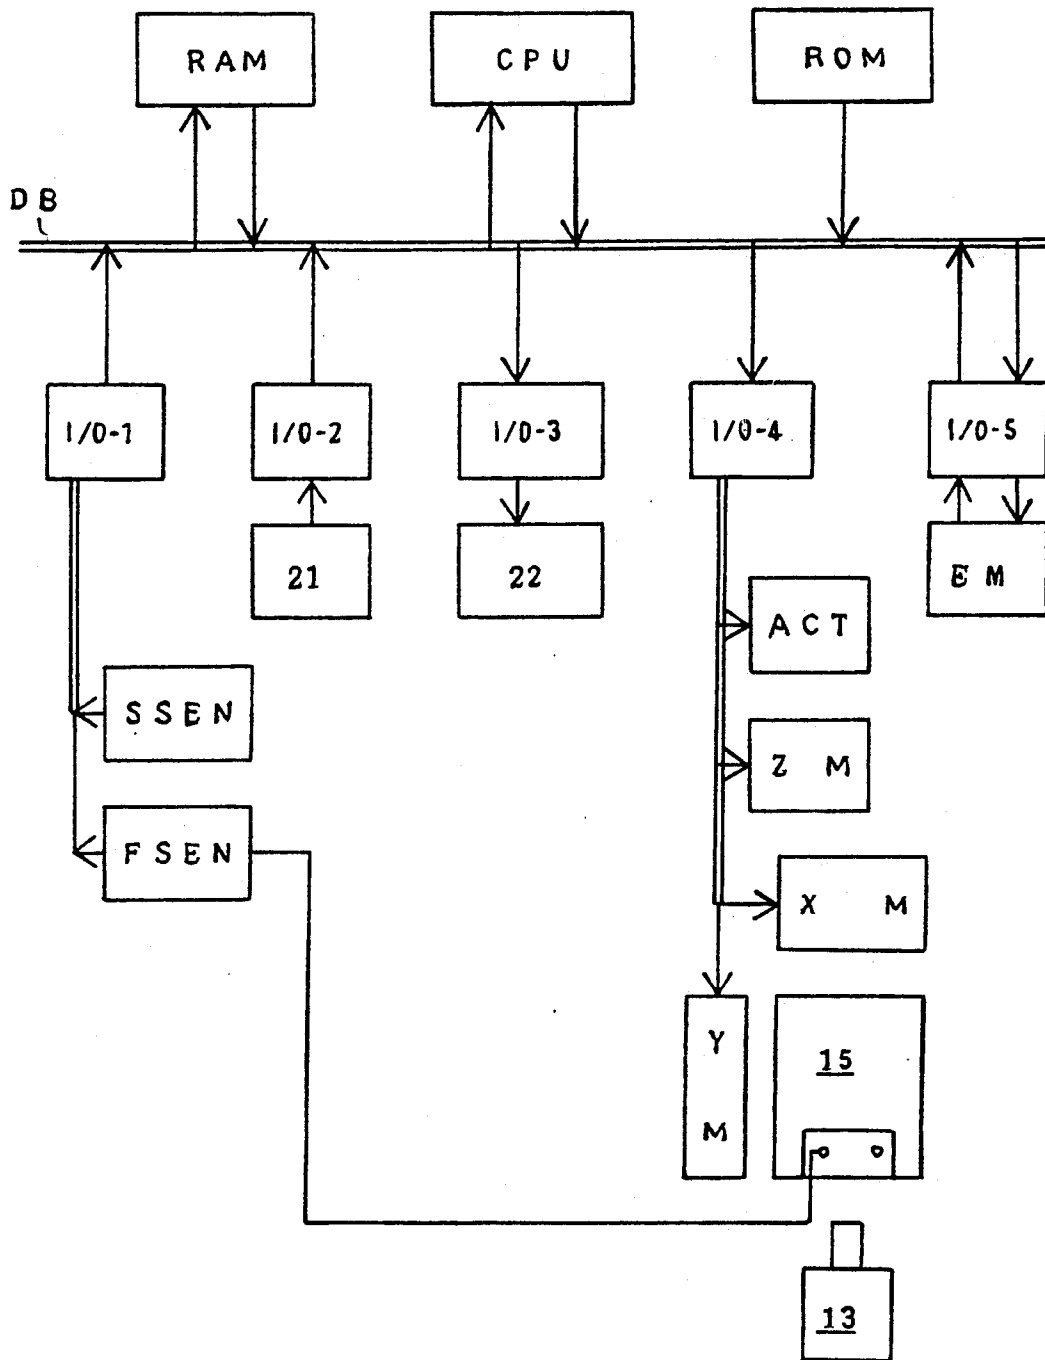 RAM
CPU
ROM
DB
I/O-1
I/O-2
I/O-3
I/O-4
I/O-5
21
22
EM
ACT
SSEN
Z M
FSEN
X M
Y
M
15
13